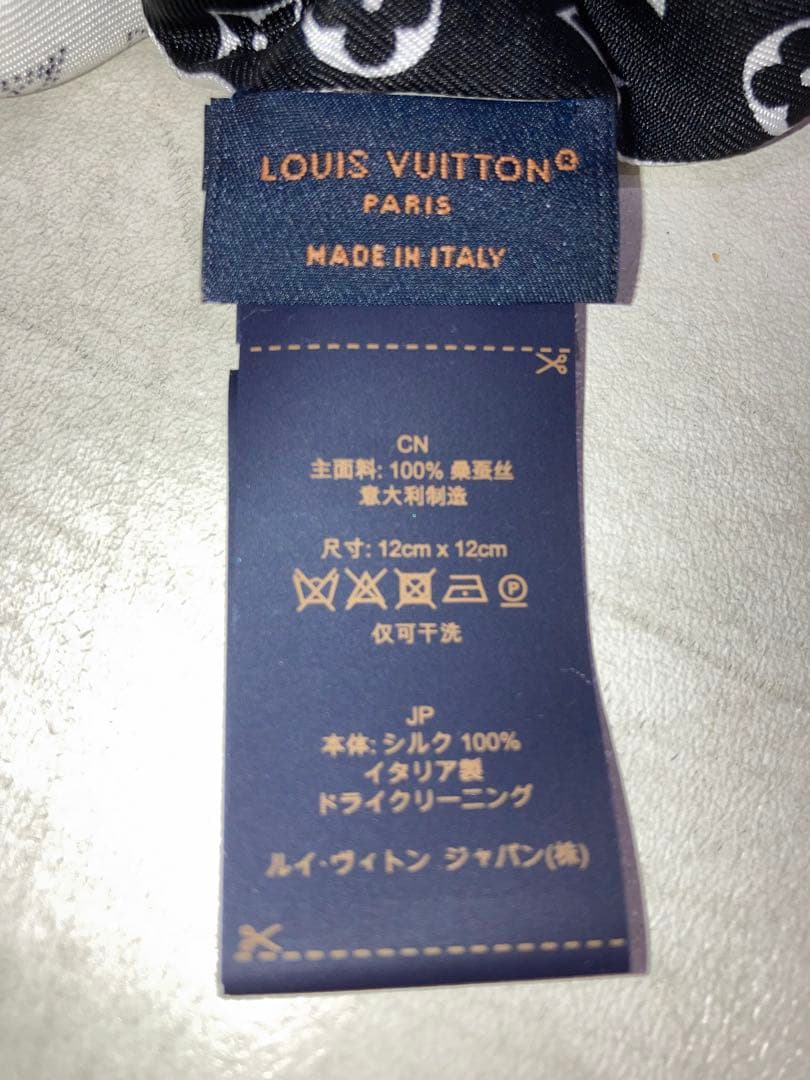 LOUIS VUITTON®
PARIS
MADE IN ITALY
CN
主面料: 100% 桑蚕丝
意大利制造
尺寸: 12cm x 12cm
P
仅可干洗
JP
本体: シルク 100%
イタリア製
ドライクリーニング
ルイ・ヴィトン ジャパン(株)